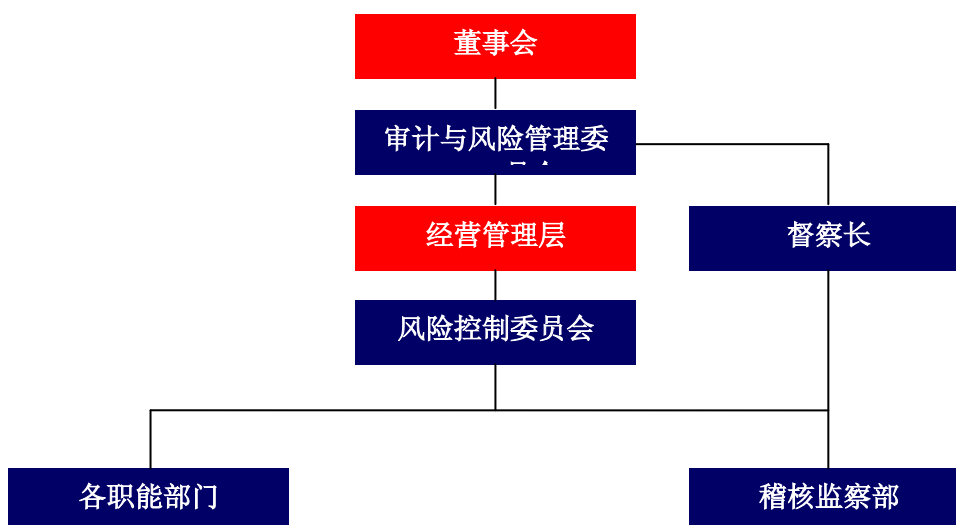 董事会
审计与风险管理委
经营管理层
督察长
风险控制委员会
各职能部门
稽核监察部